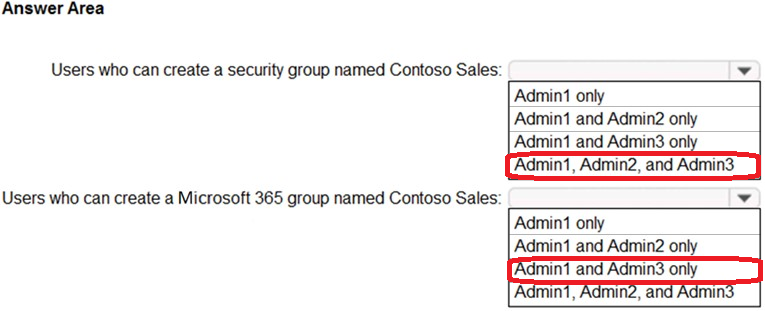 Answer Area
Users who can create a security group named Contoso Sales:
Admin1 only
Admin1 and Admin2 only
Admin1 and Admin3 only
Admin1, Admin2, and Admin3
Users who can create a Microsoft 365 group named Contoso Sales:
Admin1 only
Admin1 and Admin2 only
Admin1 and Admin3 only
Admin1, Admin2, and Admin3